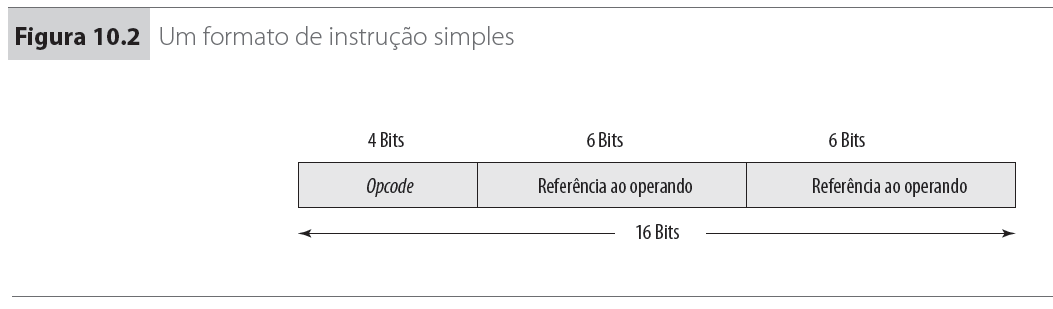 Figura 10.2 Um formato de instrução simples
4 Bits 6 Bits 6 Bits
Opcode Referência ao operando Referência ao operando
16 Bits